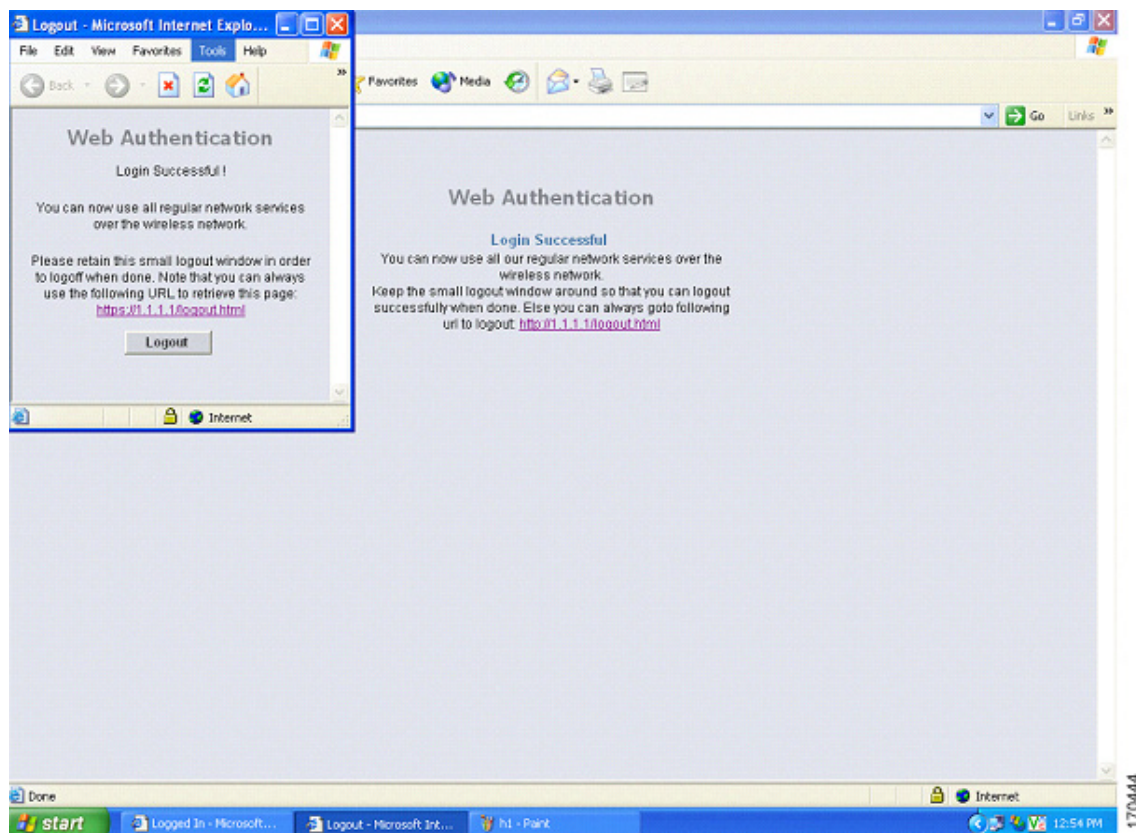 Logout - Microsoft Internet Explo...
File Edit View Favorites Tools Help
Back
Web Authentication
Login Successful !
You can now use all regular network services
over the wireless network.
Please retain this small logout window in order
to logoff when done. Note that you can always
use the following URL to retrieve this page:
https://1.1.1.1/logout.html
Logout
Internet
Favorites Media
Go Links
Web Authentication
Login Successful
You can now use all our regular network services over the
wireless network.
Keep the small logout window around so that you can logout
successfully when done. Else you can always goto following
url to logout: http://1.1.1.1/logout.html
Done
Internet
start
Logged In - Microsoft...
Logout - Microsoft Int...
h1 - Paint
12:54 PM
170444